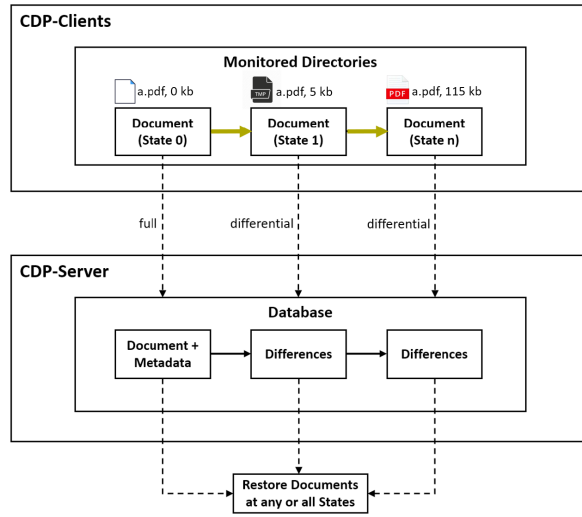 CDP-Clients
Monitored Directories
a.pdf, 0 kb
TMP
a.pdf, 5 kb
PDF
a.pdf, 115 kb
Document
(State 0)
Document
(State 1)
Document
(State n)
full
differential
differential
CDP-Server
Database
Document +
Metadata
Differences
Differences
Restore Documents
at any or all States